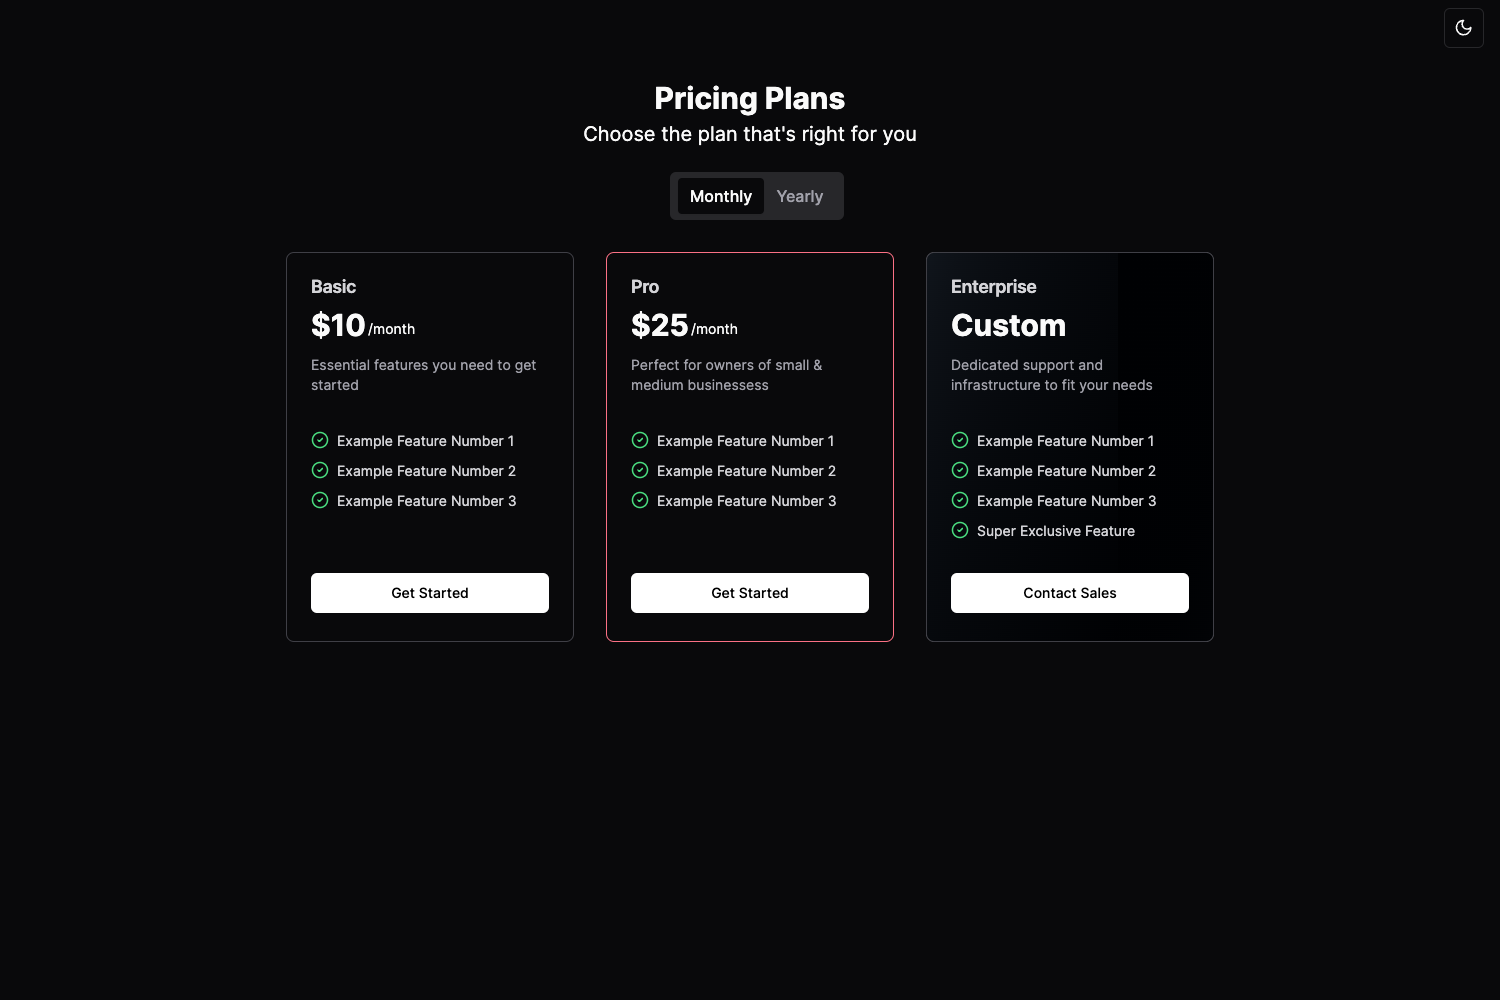 Pricing Plans
Choose the plan that's right for you
Monthly Yearly
Basic
$10/month
Essential features you need to get
started
Example Feature Number 1
Example Feature Number 2
Example Feature Number 3
Get Started
Pro
$25/month
Perfect for owners of small &
medium businessess
Example Feature Number 1
Example Feature Number 2
Example Feature Number 3
Get Started
Enterprise
Custom
Dedicated support and
infrastructure to fit your needs
Example Feature Number 1
Example Feature Number 2
Example Feature Number 3
Super Exclusive Feature
Contact Sales